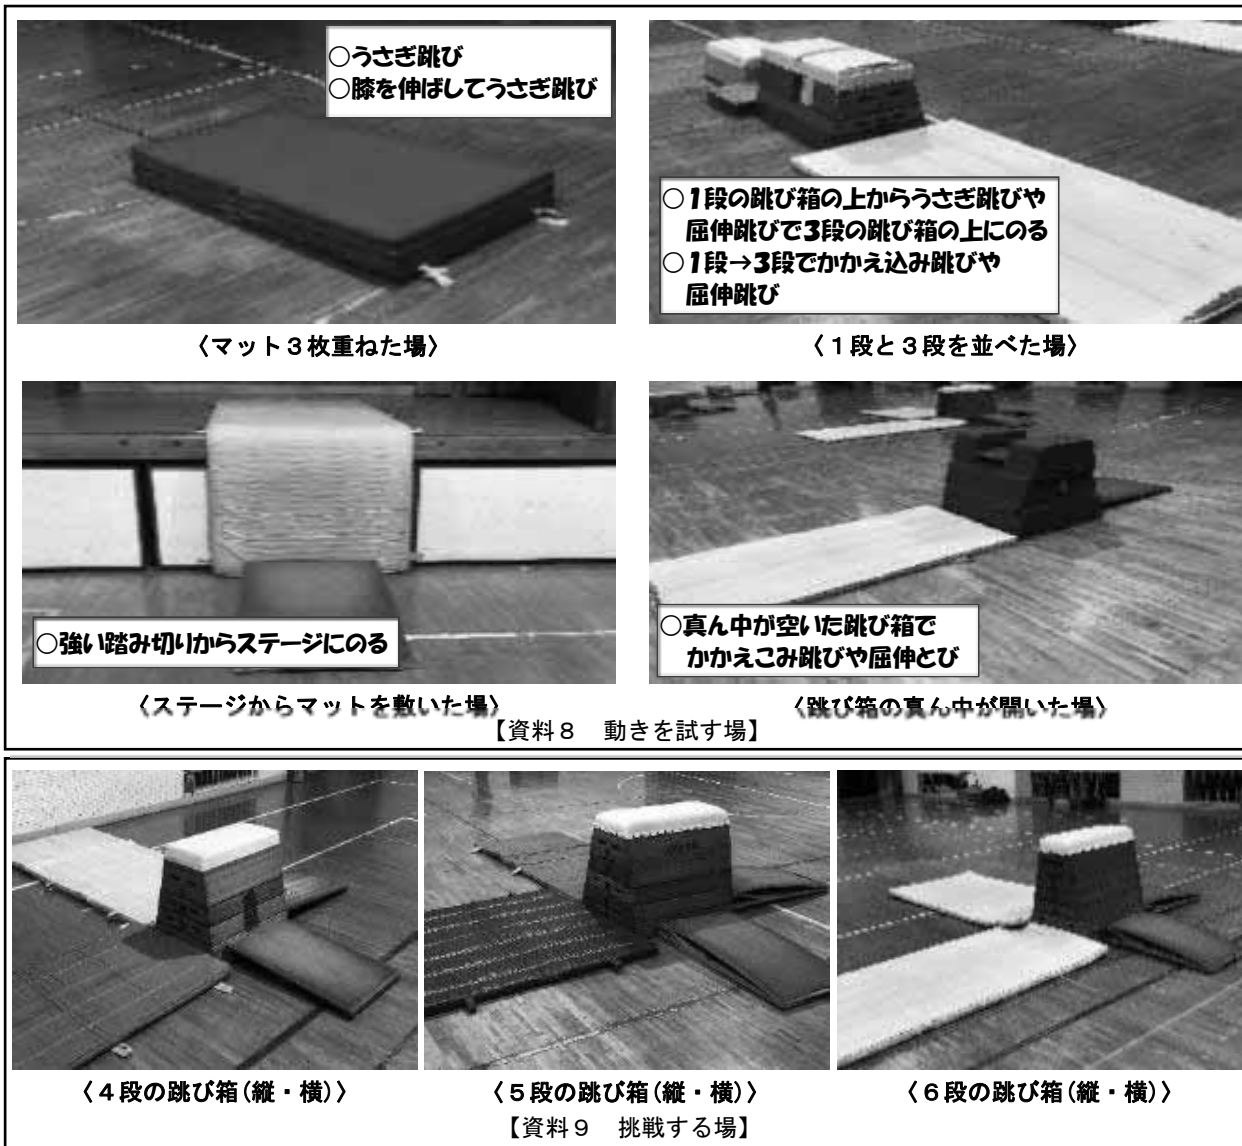 ○うさぎ跳び
○膝を伸ばしてうさぎ跳び
〈マット３枚重ねた場〉
○1段の跳び箱の上からうさぎ跳びや
屈伸跳びで3段の跳び箱の上にのる
○1段→3段でかかえ込み跳びや
屈伸跳び
〈１段と３段を並べた場〉
○強い踏み切りからステージにのる
〈ステージからマットを敷いた場〉
○真ん中が空いた跳び箱で
かかえこみ跳びや屈伸とび
〈跳び箱の真ん中が開いた場〉
【資料８　動きを試す場】
〈４段の跳び箱(縦・横)〉
〈５段の跳び箱(縦・横)〉
〈６段の跳び箱(縦・横)〉
【資料９　挑戦する場】